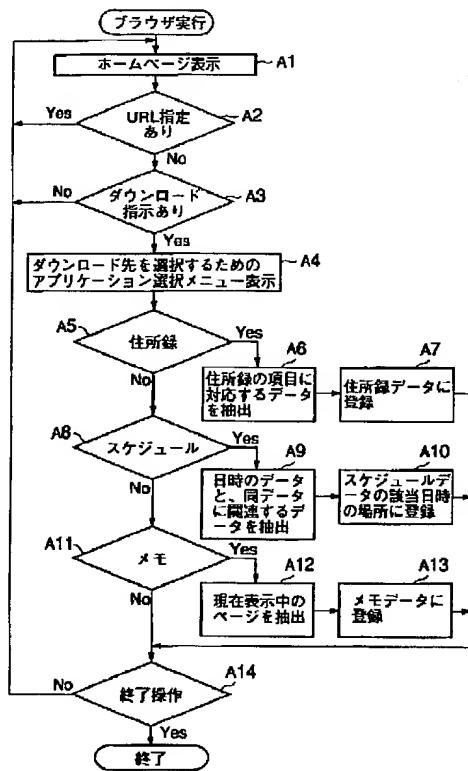 ブラウザ実行
ホームページ表示
A1
URL指定
あり
A2
Yes
No
ダウンロード
指示あり
A3
No
Yes
ダウンロード先を選択するための
アプリケーション選択メニュー表示
A4
A5
住所録
Yes
No
A6
住所録の項目に
対応するデータ
を抽出
A7
住所録データに
登録
A8
スケジュール
Yes
No
A9
日時のデータ
と、同データ
に関連するデー
タを抽出
A10
スケジュールデ
ータの該当日時
の場所に登録
A11
メモ
Yes
No
A12
現在表示中の
ページを抽出
A13
メモデータに
登録
A14
終了操作
No
Yes
終了